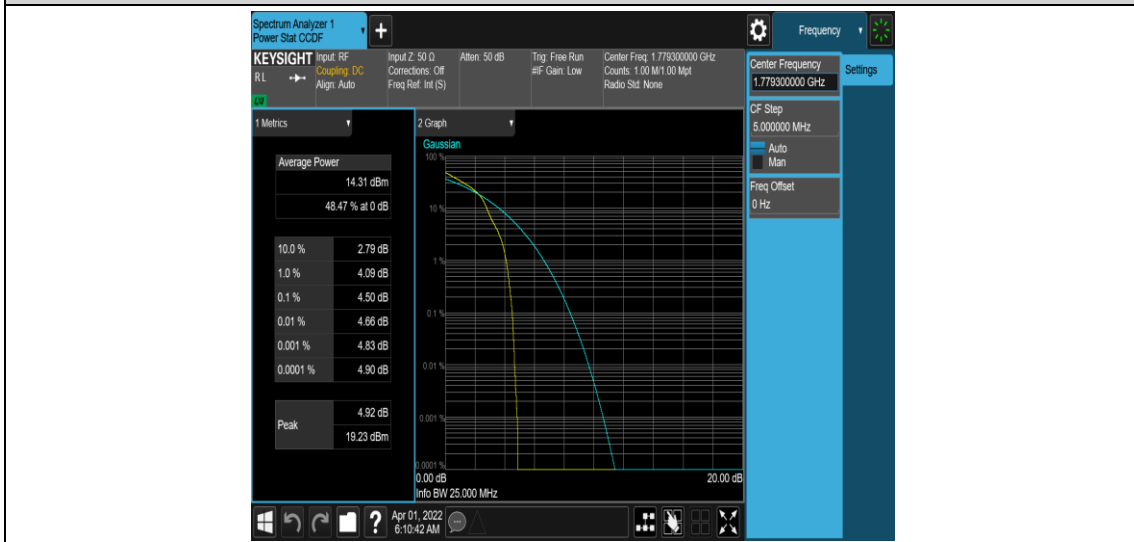 Spectrum Analyzer 1
Power Stat CCDF
+
Frequency
KEYSIGHT
RL
Input: RF
Coupling: DC
Align: Auto
Input Z: 50 Ω
Corrections: Off
Freq Ref: Int (S)
Atten: 50 dB
Trig: Free Run
#IF Gain: Low
Center Freq: 1.779300000 GHz
Counts: 1.00 M/1.00 Mpt
Radio Std: None
Center Frequency
1.779300000 GHz
Settings
CF Step
5.000000 MHz
Auto
Man
Freq Offset
0 Hz
1 Metrics
Average Power
14.31 dBm
48.47 % at 0 dB
10.0 % 2.79 dB
1.0 % 4.09 dB
0.1 % 4.50 dB
0.01 % 4.66 dB
0.001 % 4.83 dB
0.0001 % 4.90 dB
Peak
4.92 dB
19.23 dBm
2 Graph
Gaussian
100 %
10 %
1 %
0.1 %
0.01 %
0.001 %
0.0001 %
0.00 dB 20.00 dB
Info BW 25.000 MHz
?
Apr 01, 2022
6:10:42 AM